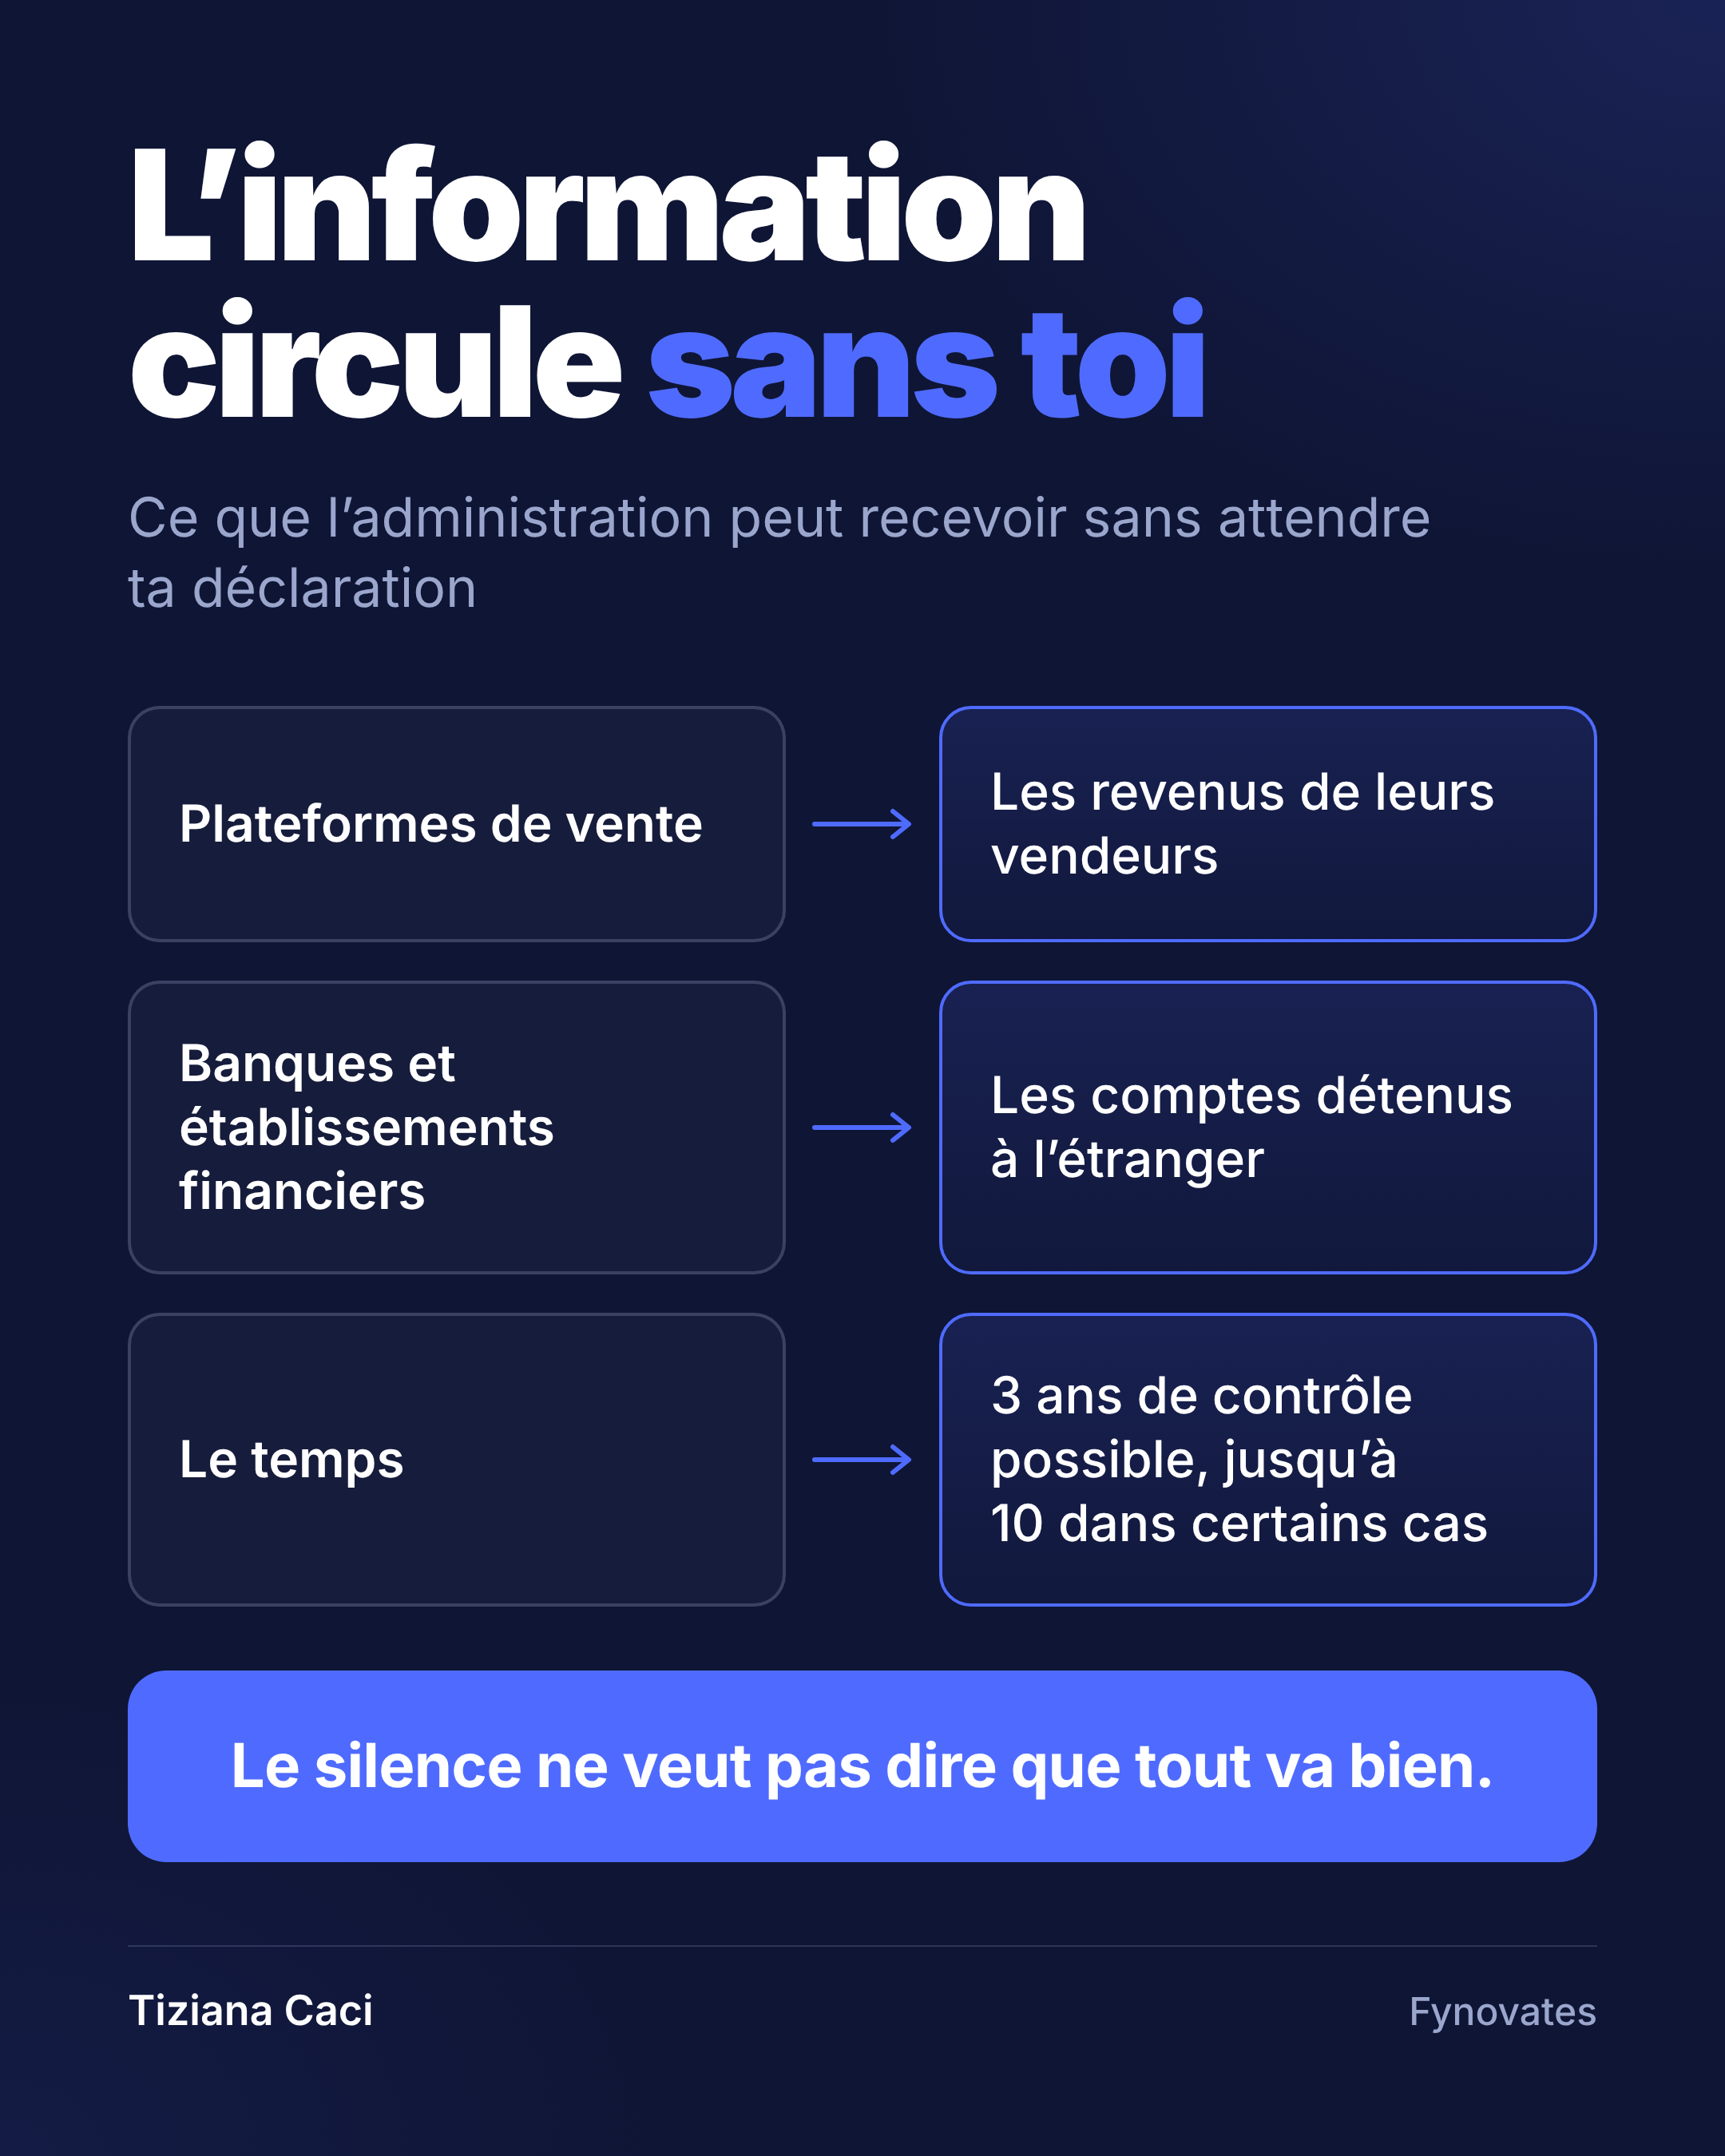 L’information
circule sans toi
Ce que l’administration peut recevoir sans attendre
ta déclaration
Plateformes de vente
Les revenus de leurs
vendeurs
Banques et
établissements
financiers
Les comptes détenus
à l’étranger
Le temps
3 ans de contrôle
possible, jusqu’à
10 dans certains cas
Le silence ne veut pas dire que tout va bien.
Tiziana Caci
Fynovates